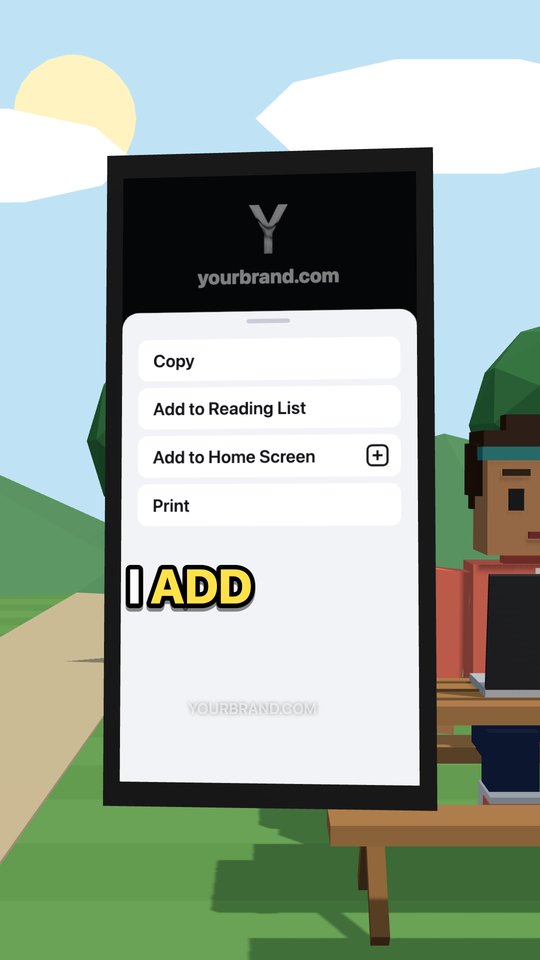 Y
yourbrand.com
Copy
Add to Reading List
Add to Home Screen
Print
I ADD
YOURBRAND.COM